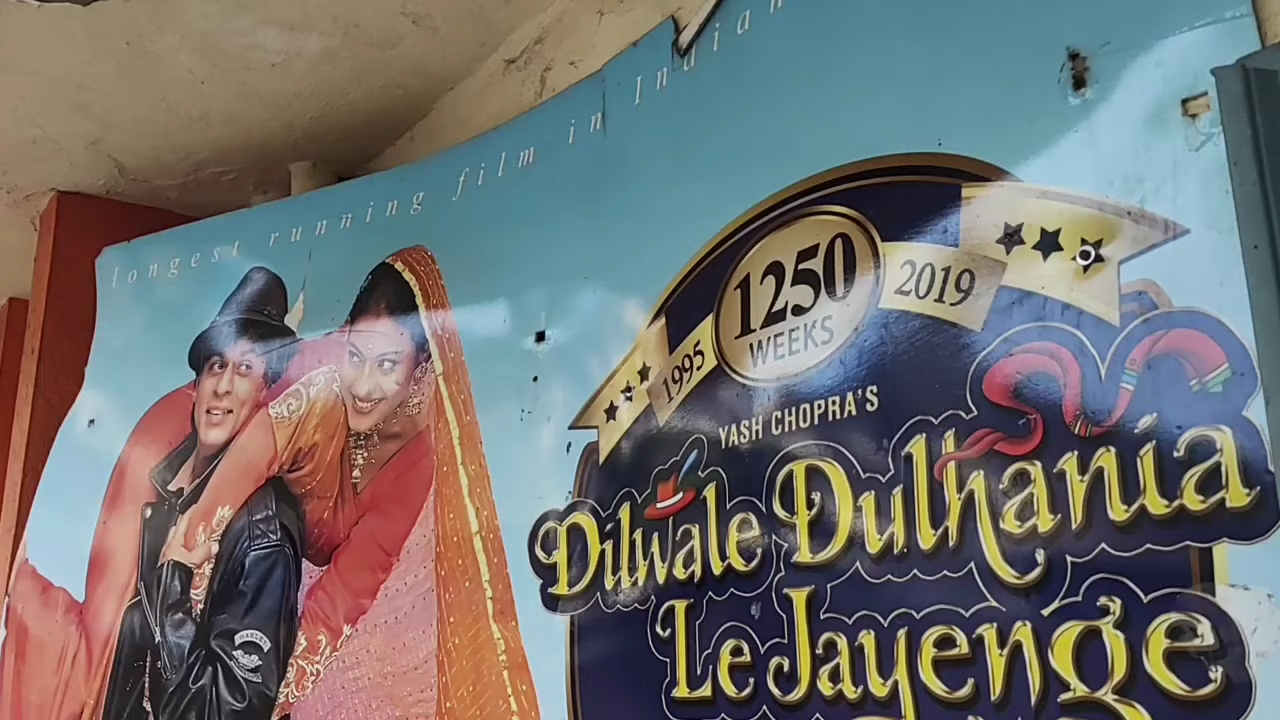 longest running film in Indian
1250
WEEKS
1995
2019
YASH CHOPRA'S
Dilwale Dulhania
Le Jayenge